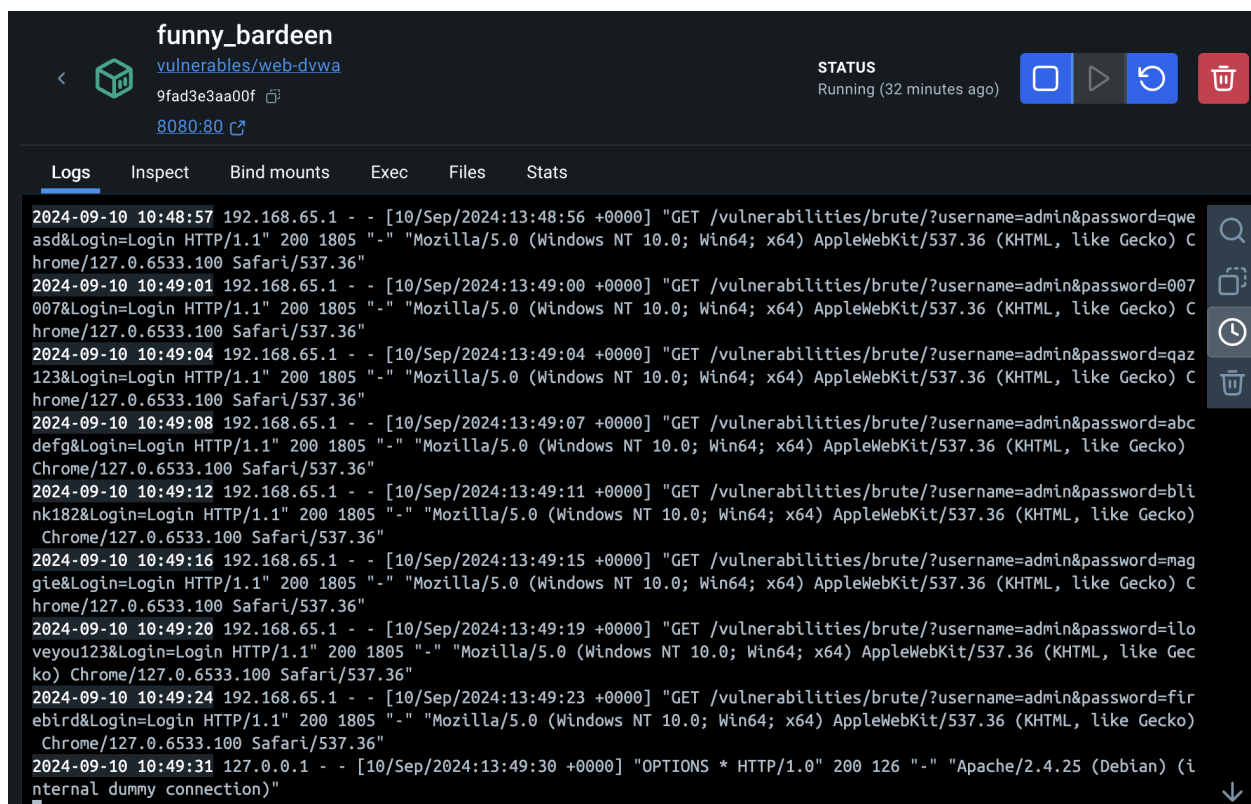 funny_bardeen
vulnerables/web-dvwa
9fad3e3aa00f
8080:80
STATUS
Running (32 minutes ago)
Logs Inspect Bind mounts Exec Files Stats
2024-09-10 10:48:57 192.168.65.1 - - [10/Sep/2024:13:48:56 +0000] "GET /vulnerabilities/brute/?username=admin&password=qwe
asd&Login=Login HTTP/1.1" 200 1805 "-" "Mozilla/5.0 (Windows NT 10.0; Win64; x64) AppleWebKit/537.36 (KHTML, like Gecko) C
hrome/127.0.6533.100 Safari/537.36"
2024-09-10 10:49:01 192.168.65.1 - - [10/Sep/2024:13:49:00 +0000] "GET /vulnerabilities/brute/?username=admin&password=007
007&Login=Login HTTP/1.1" 200 1805 "-" "Mozilla/5.0 (Windows NT 10.0; Win64; x64) AppleWebKit/537.36 (KHTML, like Gecko) C
hrome/127.0.6533.100 Safari/537.36"
2024-09-10 10:49:04 192.168.65.1 - - [10/Sep/2024:13:49:04 +0000] "GET /vulnerabilities/brute/?username=admin&password=qaz
123&Login=Login HTTP/1.1" 200 1805 "-" "Mozilla/5.0 (Windows NT 10.0; Win64; x64) AppleWebKit/537.36 (KHTML, like Gecko) C
hrome/127.0.6533.100 Safari/537.36"
2024-09-10 10:49:08 192.168.65.1 - - [10/Sep/2024:13:49:07 +0000] "GET /vulnerabilities/brute/?username=admin&password=abc
defg&Login=Login HTTP/1.1" 200 1805 "-" "Mozilla/5.0 (Windows NT 10.0; Win64; x64) AppleWebKit/537.36 (KHTML, like Gecko)
Chrome/127.0.6533.100 Safari/537.36"
2024-09-10 10:49:12 192.168.65.1 - - [10/Sep/2024:13:49:11 +0000] "GET /vulnerabilities/brute/?username=admin&password=bli
nk182&Login=Login HTTP/1.1" 200 1805 "-" "Mozilla/5.0 (Windows NT 10.0; Win64; x64) AppleWebKit/537.36 (KHTML, like Gecko)
Chrome/127.0.6533.100 Safari/537.36"
2024-09-10 10:49:16 192.168.65.1 - - [10/Sep/2024:13:49:15 +0000] "GET /vulnerabilities/brute/?username=admin&password=mag
gie&Login=Login HTTP/1.1" 200 1805 "-" "Mozilla/5.0 (Windows NT 10.0; Win64; x64) AppleWebKit/537.36 (KHTML, like Gecko) C
hrome/127.0.6533.100 Safari/537.36"
2024-09-10 10:49:20 192.168.65.1 - - [10/Sep/2024:13:49:19 +0000] "GET /vulnerabilities/brute/?username=admin&password=ilo
veyou123&Login=Login HTTP/1.1" 200 1805 "-" "Mozilla/5.0 (Windows NT 10.0; Win64; x64) AppleWebKit/537.36 (KHTML, like Gec
ko) Chrome/127.0.6533.100 Safari/537.36"
2024-09-10 10:49:24 192.168.65.1 - - [10/Sep/2024:13:49:23 +0000] "GET /vulnerabilities/brute/?username=admin&password=fir
ebird&Login=Login HTTP/1.1" 200 1805 "-" "Mozilla/5.0 (Windows NT 10.0; Win64; x64) AppleWebKit/537.36 (KHTML, like Gecko)
Chrome/127.0.6533.100 Safari/537.36"
2024-09-10 10:49:31 127.0.0.1 - - [10/Sep/2024:13:49:30 +0000] "OPTIONS * HTTP/1.0" 200 126 "-" "Apache/2.4.25 (Debian) (i
nternal dummy connection)"